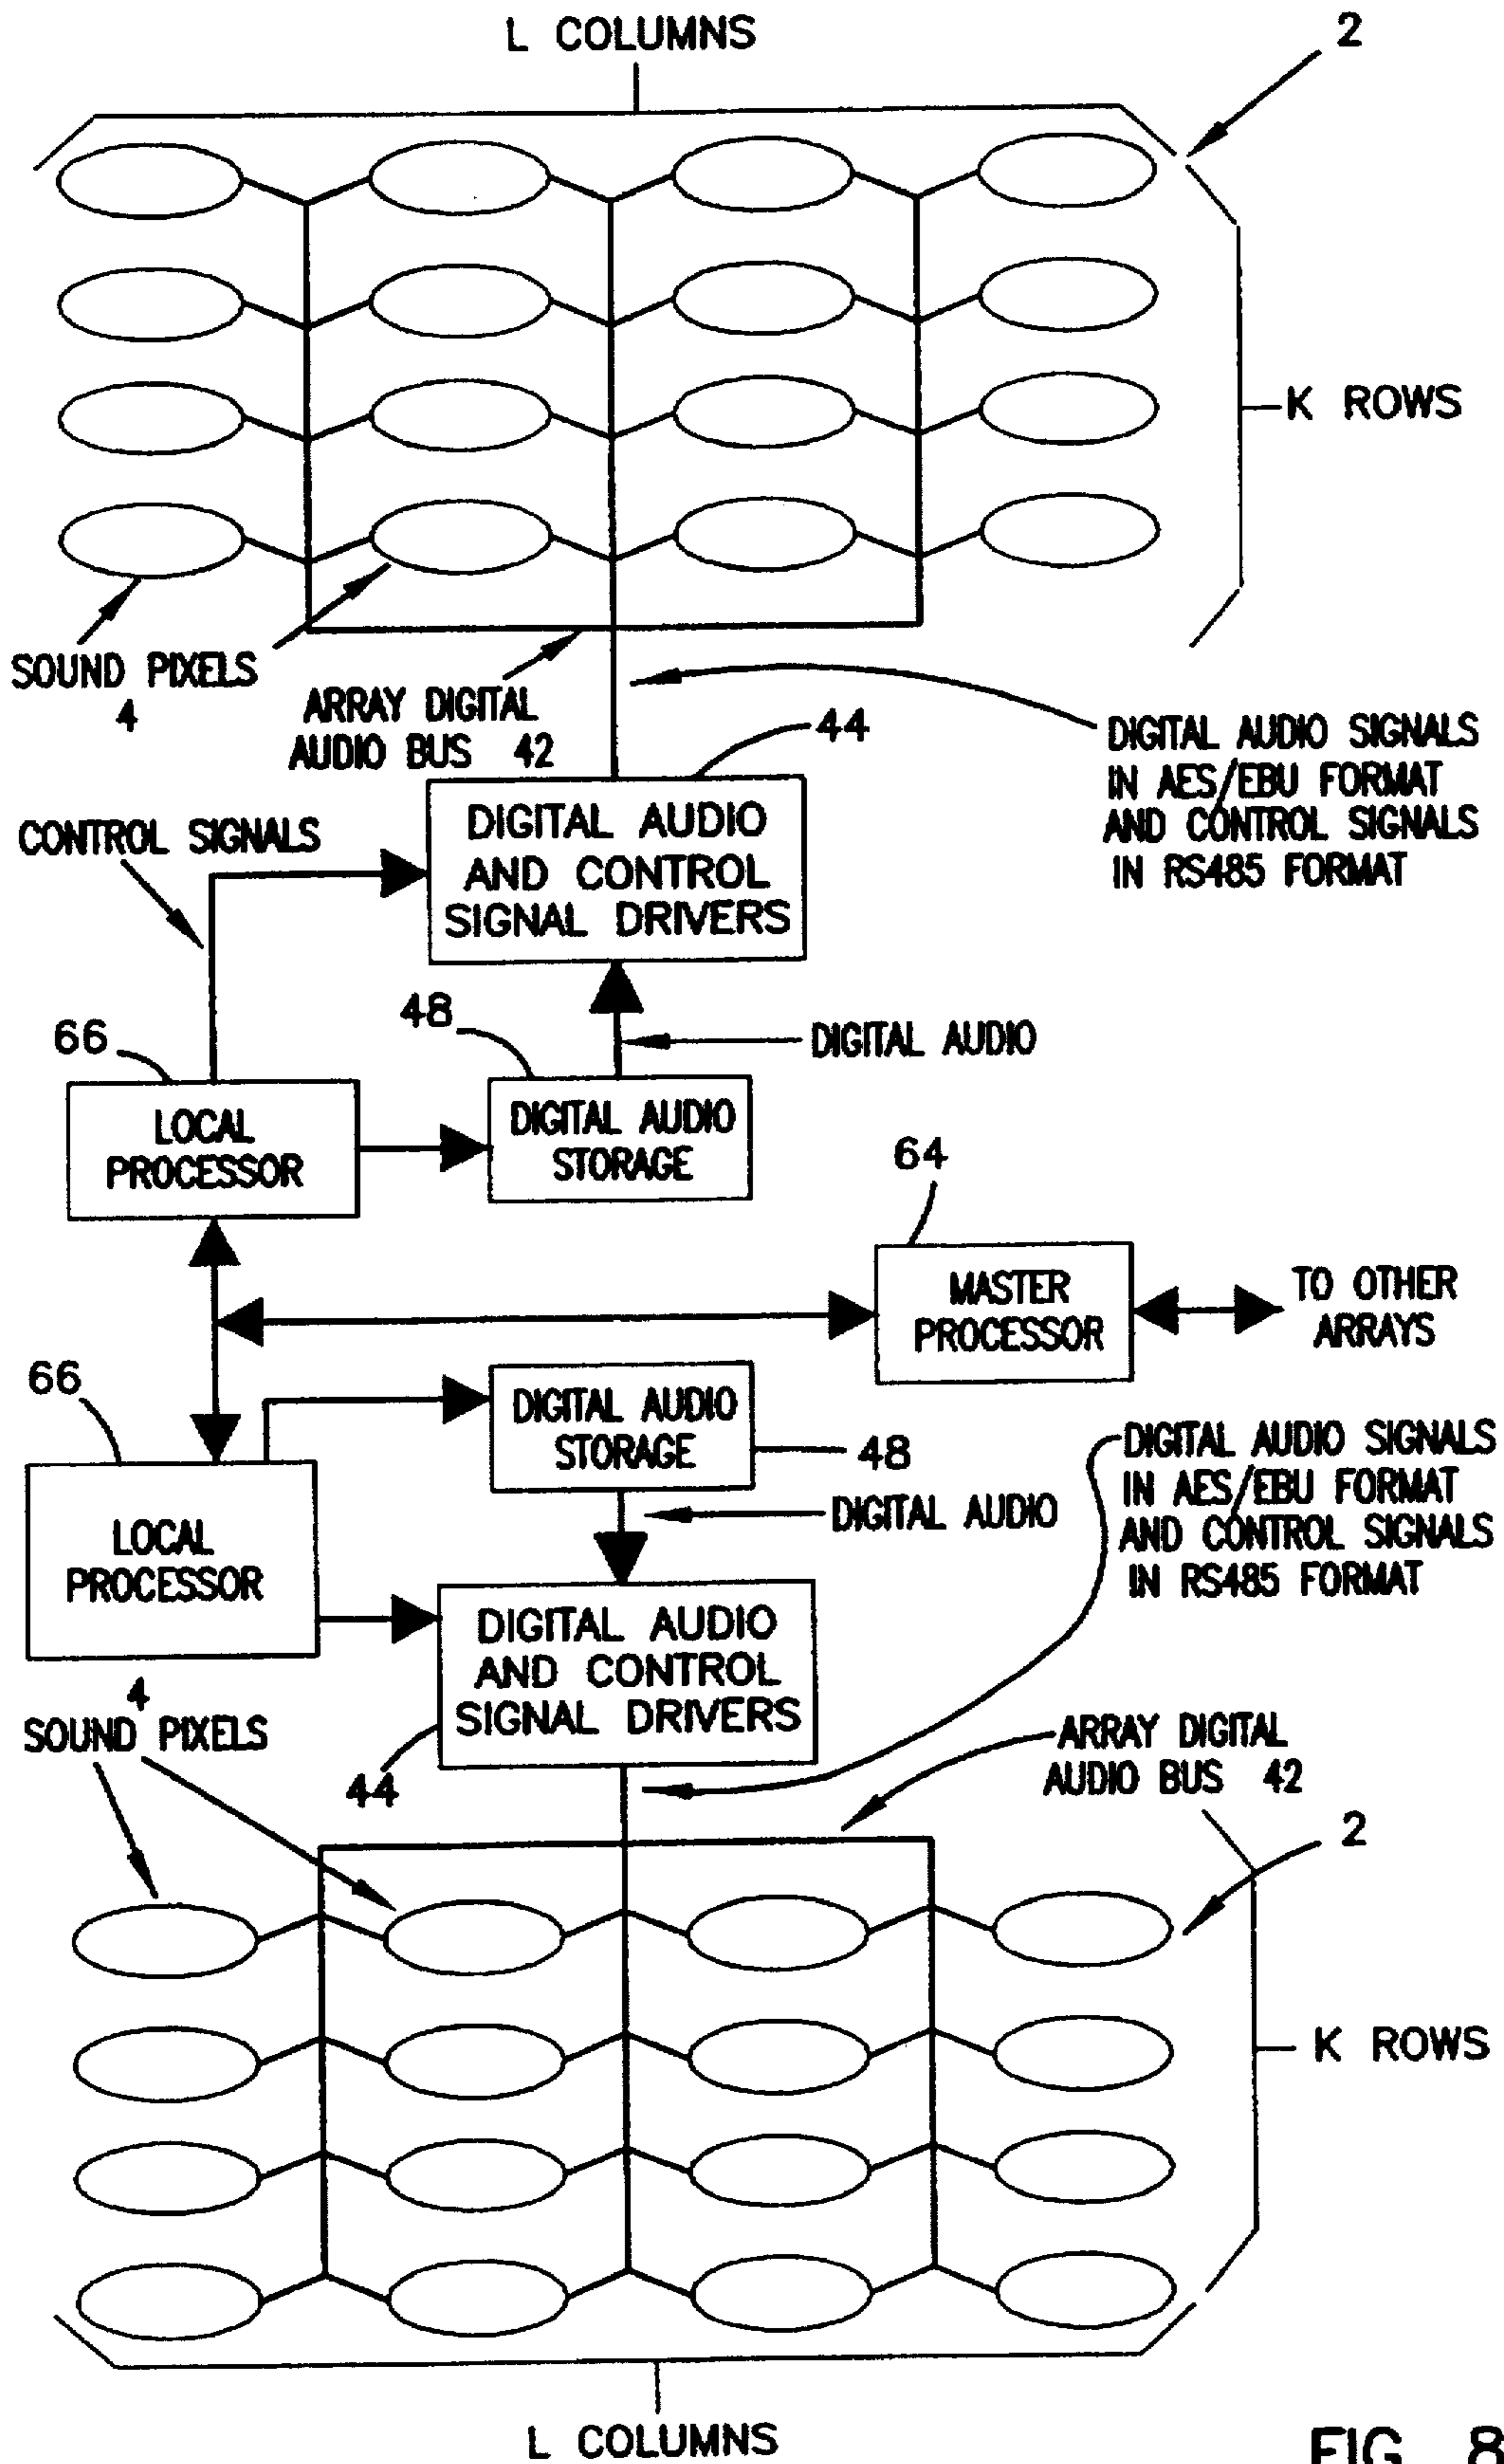 L COLUMNS
2
K ROWS
SOUND PIXELS
4
ARRAY DIGITAL
AUDIO BUS 42
44
DIGITAL AUDIO SIGNALS
IN AES/EBU FORMAT
AND CONTROL SIGNALS
IN RS485 FORMAT
CONTROL SIGNALS
DIGITAL AUDIO
AND CONTROL
SIGNAL DRIVERS
48
DIGITAL AUDIO
66
LOCAL
PROCESSOR
DIGITAL AUDIO
STORAGE
64
MASTER
PROCESSOR
TO OTHER
ARRAYS
66
DIGITAL AUDIO
STORAGE
48
DIGITAL AUDIO SIGNALS
IN AES/EBU FORMAT
AND CONTROL SIGNALS
IN RS485 FORMAT
DIGITAL AUDIO
LOCAL
PROCESSOR
DIGITAL AUDIO
AND CONTROL
SIGNAL DRIVERS
4
SOUND PIXELS
44
ARRAY DIGITAL
AUDIO BUS 42
2
K ROWS
L COLUMNS
FIG. 8